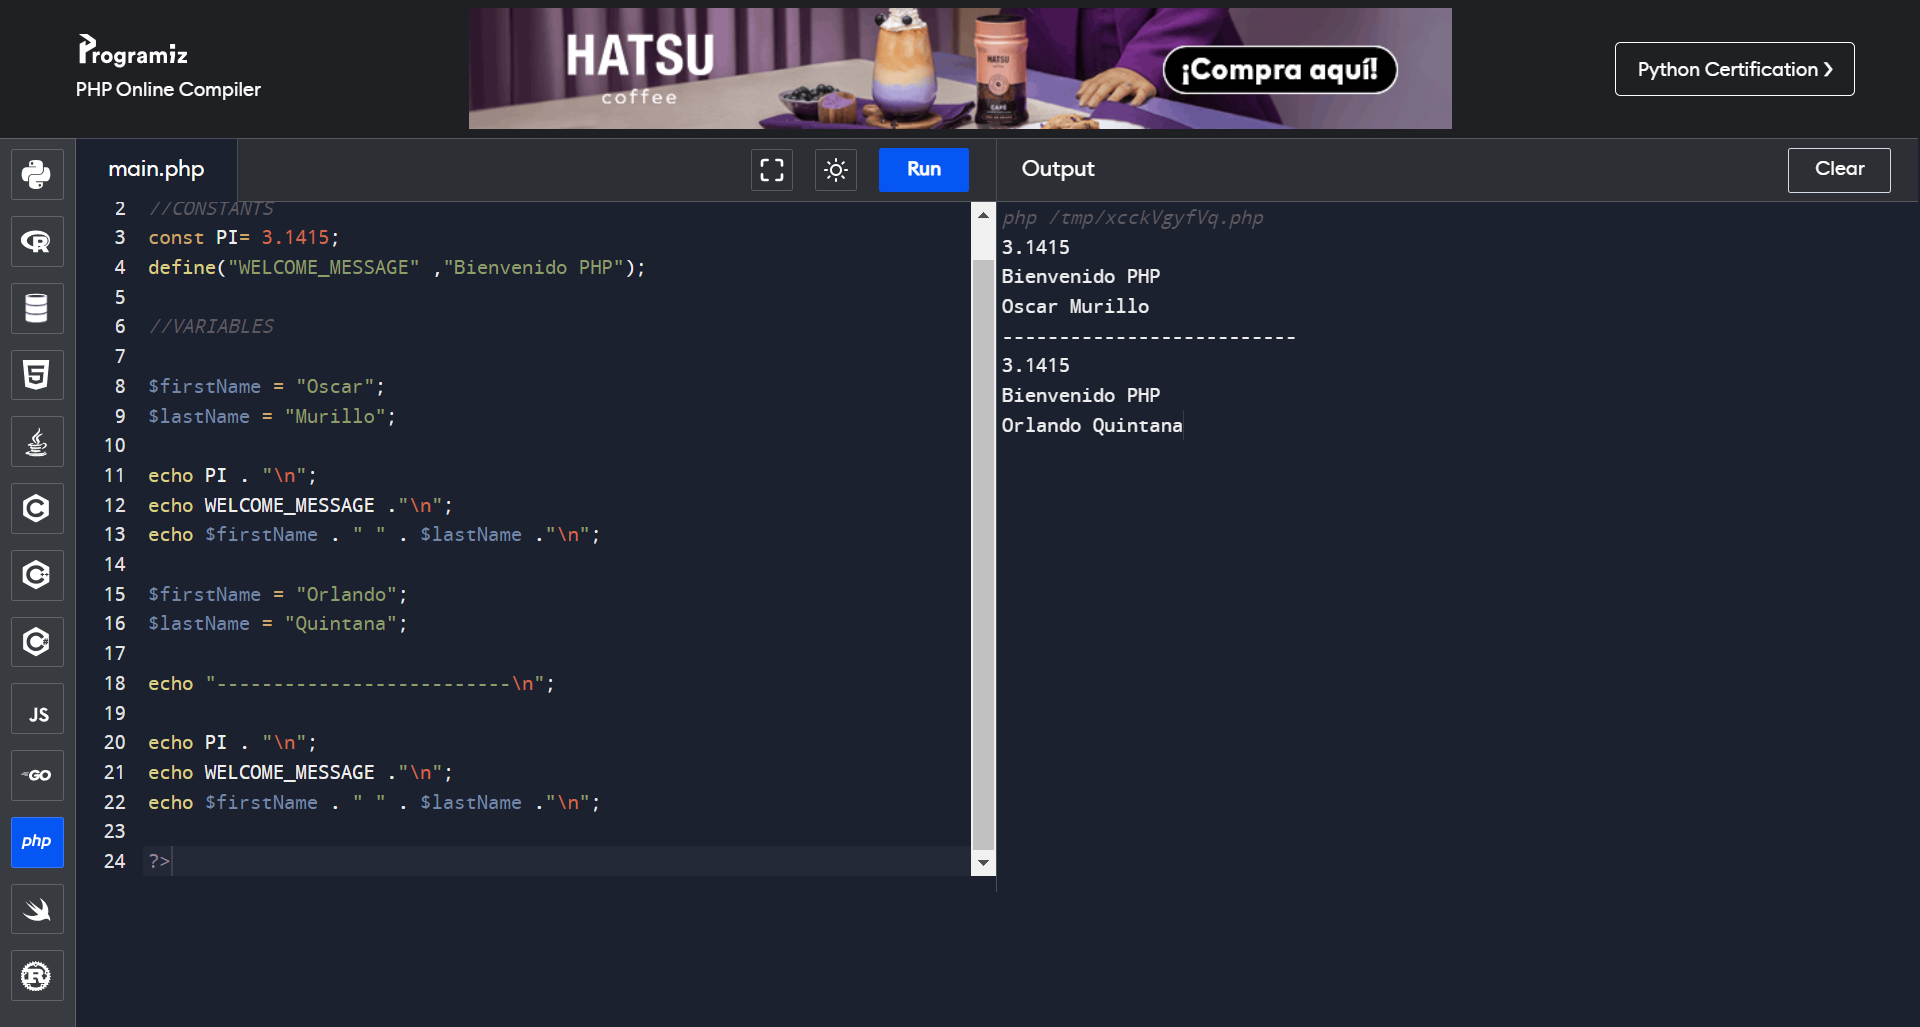 Programiz
PHP Online Compiler
HATSU
coffee
HATSU
coffee
CAFÉ
¡Compra aquí!
Python Certification ❯
main.php
Run
Output
Clear
2 //CONSTANTS
3 const PI= 3.1415;
4 define("WELCOME_MESSAGE" ,"Bienvenido PHP");
5
6 //VARIABLES
7
8 $firstName = "Oscar";
9 $lastName = "Murillo";
10
11 echo PI . "\n";
12 echo WELCOME_MESSAGE ."\n";
13 echo $firstName . " " . $lastName ."\n";
14
15 $firstName = "Orlando";
16 $lastName = "Quintana";
17
18 echo "--------------------------\n";
19
20 echo PI . "\n";
21 echo WELCOME_MESSAGE ."\n";
22 echo $firstName . " " . $lastName ."\n";
23
24 ?>
php /tmp/xcckVgyfVq.php
3.1415
Bienvenido PHP
Oscar Murillo
--------------------------
3.1415
Bienvenido PHP
Orlando Quintana
R
5
C
C++
C#
JS
GO
php
R